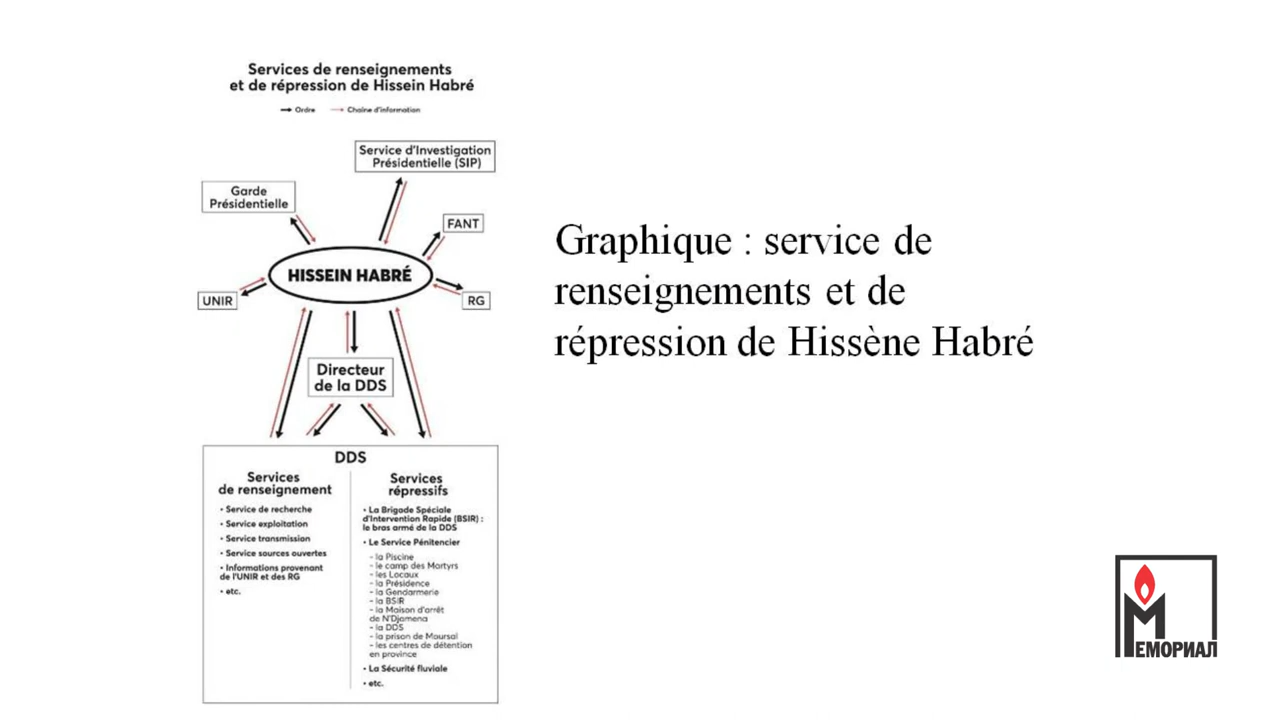 Services de renseignements
et de répression de Hissein Habré
Ordre
Chaîne d'information
Service d'Investigation
Présidentielle (SIP)
Garde
Présidentielle
FANT
HISSEIN HABRÉ
UNIR
RG
Directeur
de la DDS
DDS
Services
de renseignement
• Service de recherche
• Service exploitation
• Service transmission
• Service sources ouvertes
• Informations provenant
de l'UNIR et des RG
• etc.
Services
répressifs
• La Brigade Spéciale
d'Intervention Rapide (BSIR) :
le bras armé de la DDS
• Le Service Pénitencier
- la Piscine
- le camp des Martyrs
- les Locaux
- la Présidence
- la Gendarmerie
- la BSIR
- la Maison d'arrêt
de N'Djamena
- la DDS
- la prison de Moursal
- les centres de détention
en province
• La Sécurité fluviale
• etc.
Graphique : service de
renseignements et de
répression de Hissène Habré
МЕМОРИАЛ